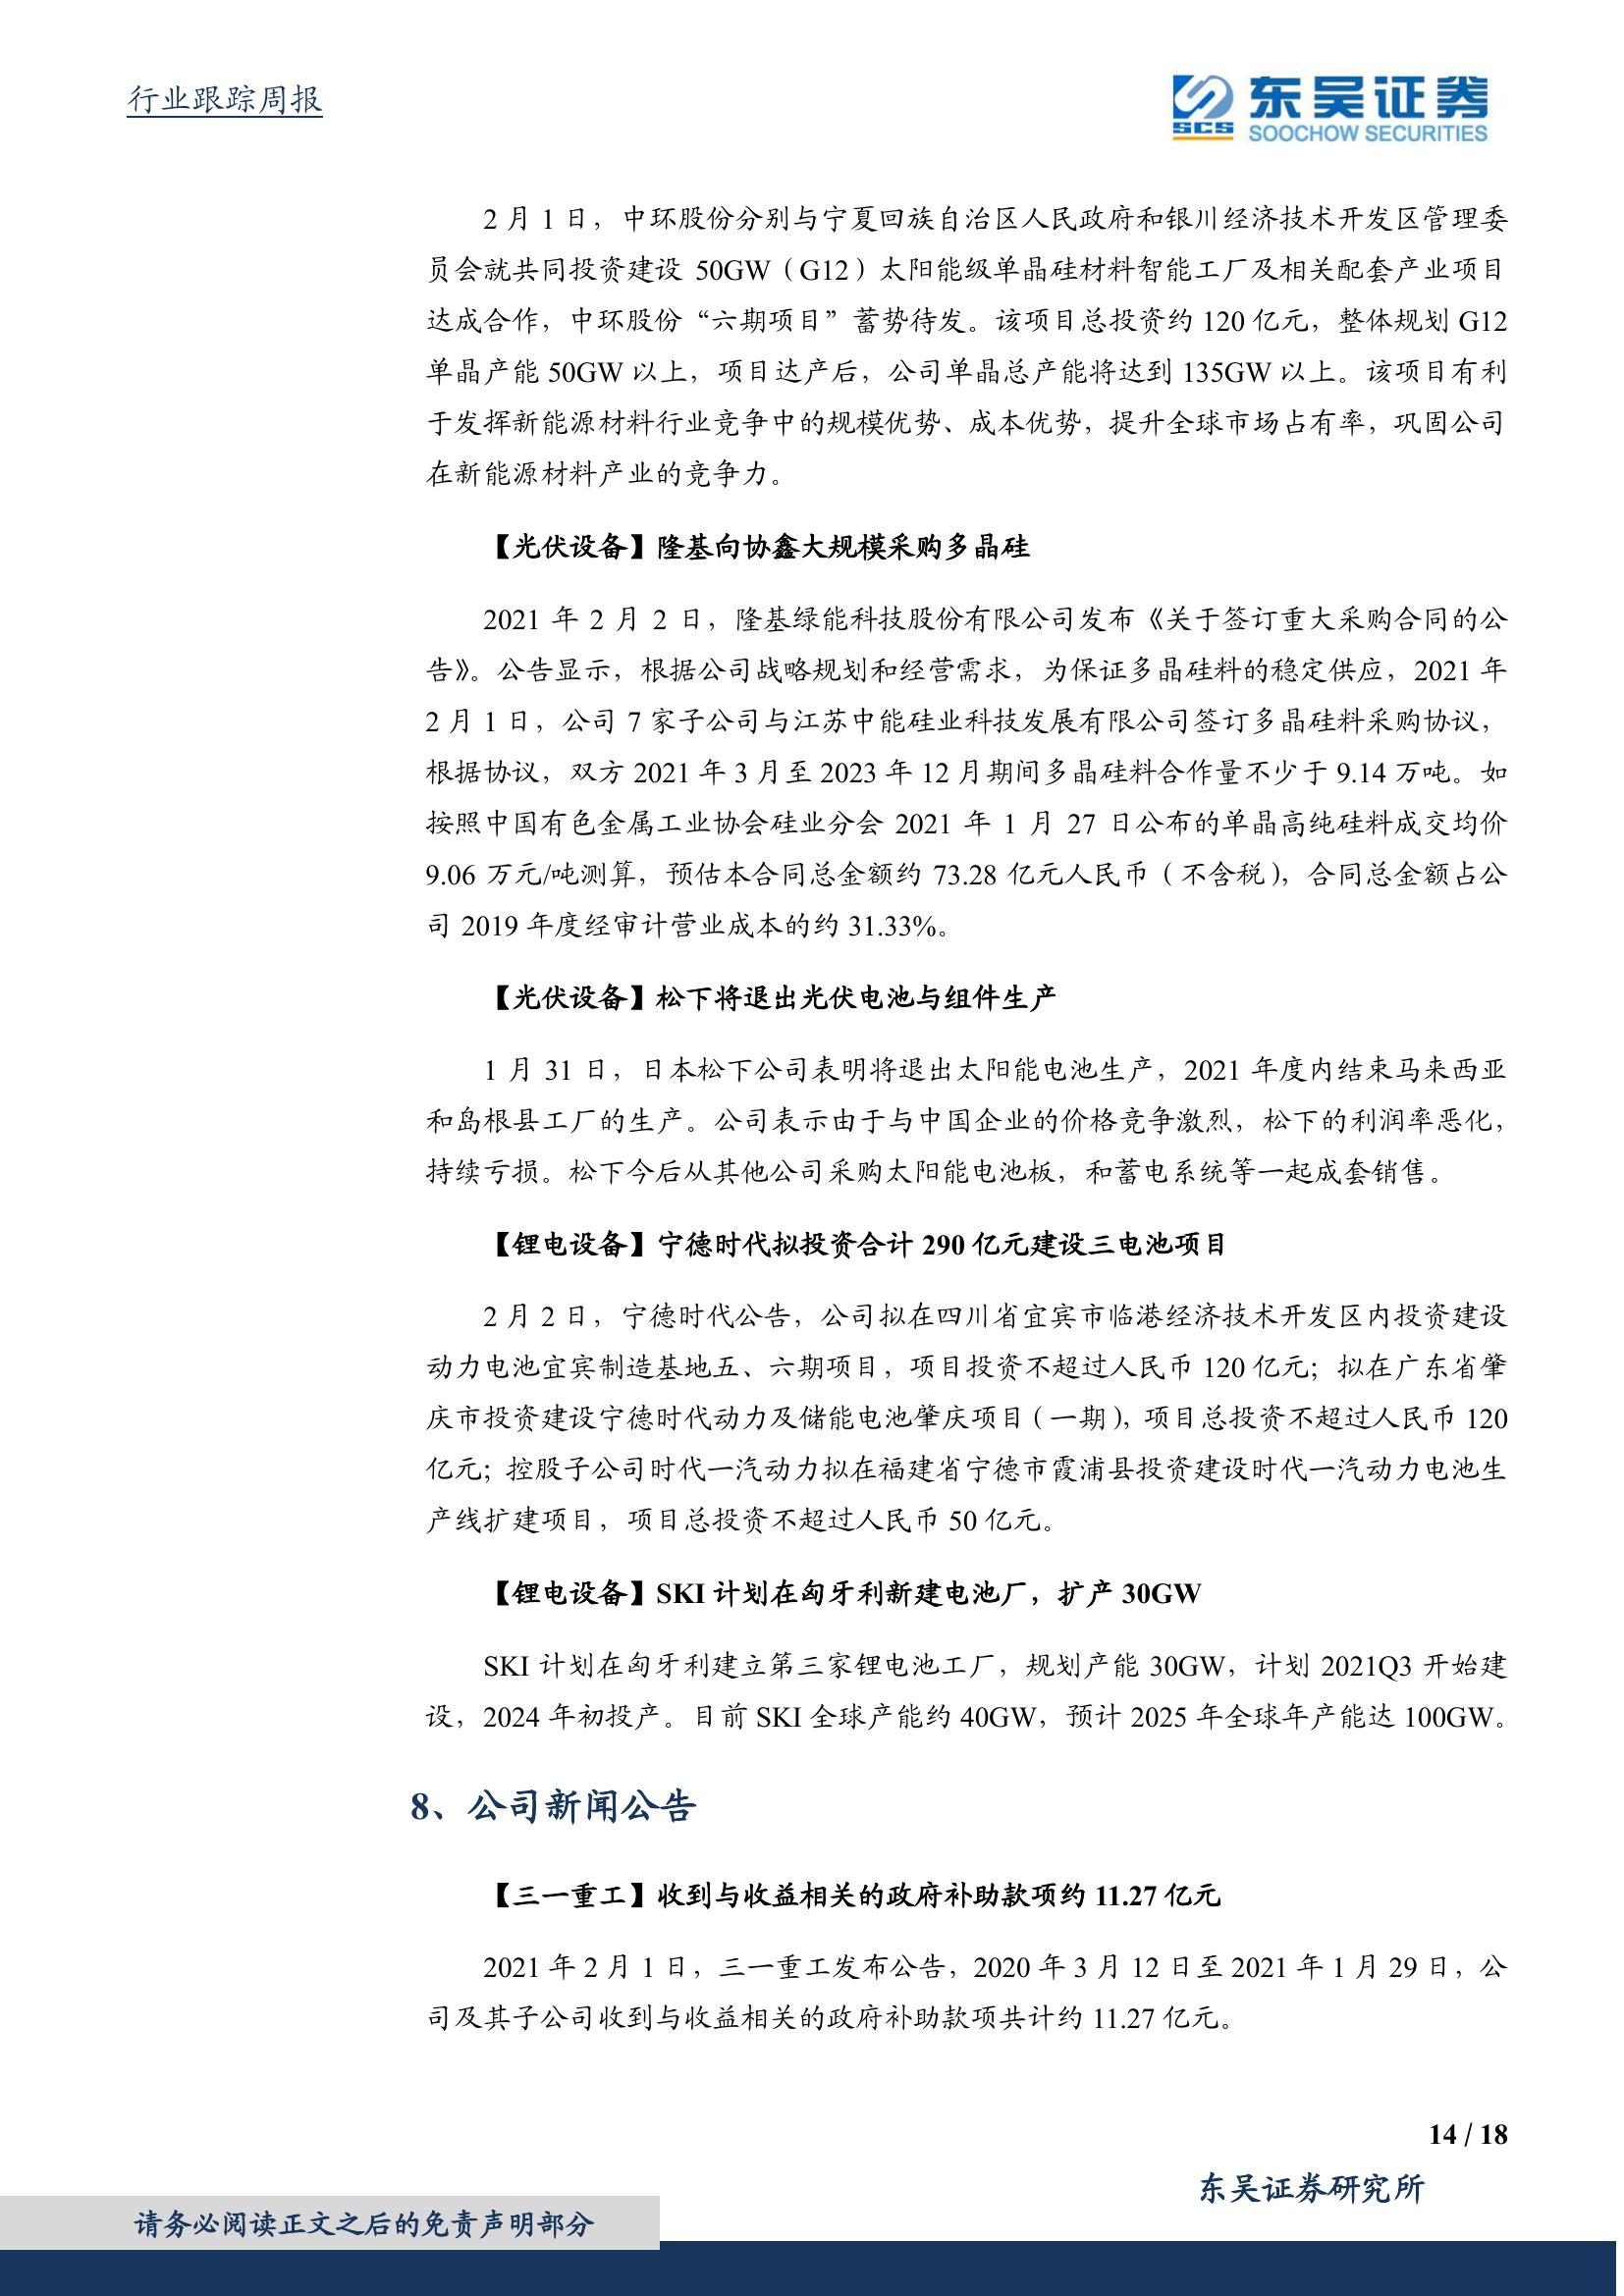 行业跟踪周报
SCS 东吴证券
SOOCHOW SECURITIES
2 月 1 日，中环股份分别与宁夏回族自治区人民政府和银川经济技术开发区管理委
员会就共同投资建设 50GW（G12）太阳能级单晶硅材料智能工厂及相关配套产业项目
达成合作，中环股份“六期项目”蓄势待发。该项目总投资约 120 亿元，整体规划 G12
单晶产能 50GW 以上，项目达产后，公司单晶总产能将达到 135GW 以上。该项目有利
于发挥新能源材料行业竞争中的规模优势、成本优势，提升全球市场占有率，巩固公司
在新能源材料产业的竞争力。
【光伏设备】隆基向协鑫大规模采购多晶硅
2021 年 2 月 2 日，隆基绿能科技股份有限公司发布《关于签订重大采购合同的公
告》。公告显示，根据公司战略规划和经营需求，为保证多晶硅料的稳定供应，2021 年
2 月 1 日，公司 7 家子公司与江苏中能硅业科技发展有限公司签订多晶硅料采购协议，
根据协议，双方 2021 年 3 月至 2023 年 12 月期间多晶硅料合作量不少于 9.14 万吨。如
按照中国有色金属工业协会硅业分会 2021 年 1 月 27 日公布的单晶高纯硅料成交均价
9.06 万元/吨测算，预估本合同总金额约 73.28 亿元人民币（不含税），合同总金额占公
司 2019 年度经审计营业成本的约 31.33%。
【光伏设备】松下将退出光伏电池与组件生产
1 月 31 日，日本松下公司表明将退出太阳能电池生产，2021 年度内结束马来西亚
和岛根县工厂的生产。公司表示由于与中国企业的价格竞争激烈，松下的利润率恶化，
持续亏损。松下今后从其他公司采购太阳能电池板，和蓄电系统等一起成套销售。
【锂电设备】宁德时代拟投资合计 290 亿元建设三电池项目
2 月 2 日，宁德时代公告，公司拟在四川省宜宾市临港经济技术开发区内投资建设
动力电池宜宾制造基地五、六期项目，项目投资不超过人民币 120 亿元；拟在广东省肇
庆市投资建设宁德时代动力及储能电池肇庆项目（一期），项目总投资不超过人民币 120
亿元；控股子公司时代一汽动力拟在福建省宁德市霞浦县投资建设时代一汽动力电池生
产线扩建项目，项目总投资不超过人民币 50 亿元。
【锂电设备】SKI 计划在匈牙利新建电池厂，扩产 30GW
SKI 计划在匈牙利建立第三家锂电池工厂，规划产能 30GW，计划 2021Q3 开始建
设，2024 年初投产。目前 SKI 全球产能约 40GW，预计 2025 年全球年产能达 100GW。
8、公司新闻公告
【三一重工】收到与收益相关的政府补助款项约 11.27 亿元
2021 年 2 月 1 日，三一重工发布公告，2020 年 3 月 12 日至 2021 年 1 月 29 日，公
司及其子公司收到与收益相关的政府补助款项共计约 11.27 亿元。
14 / 18
东吴证券研究所
请务必阅读正文之后的免责声明部分